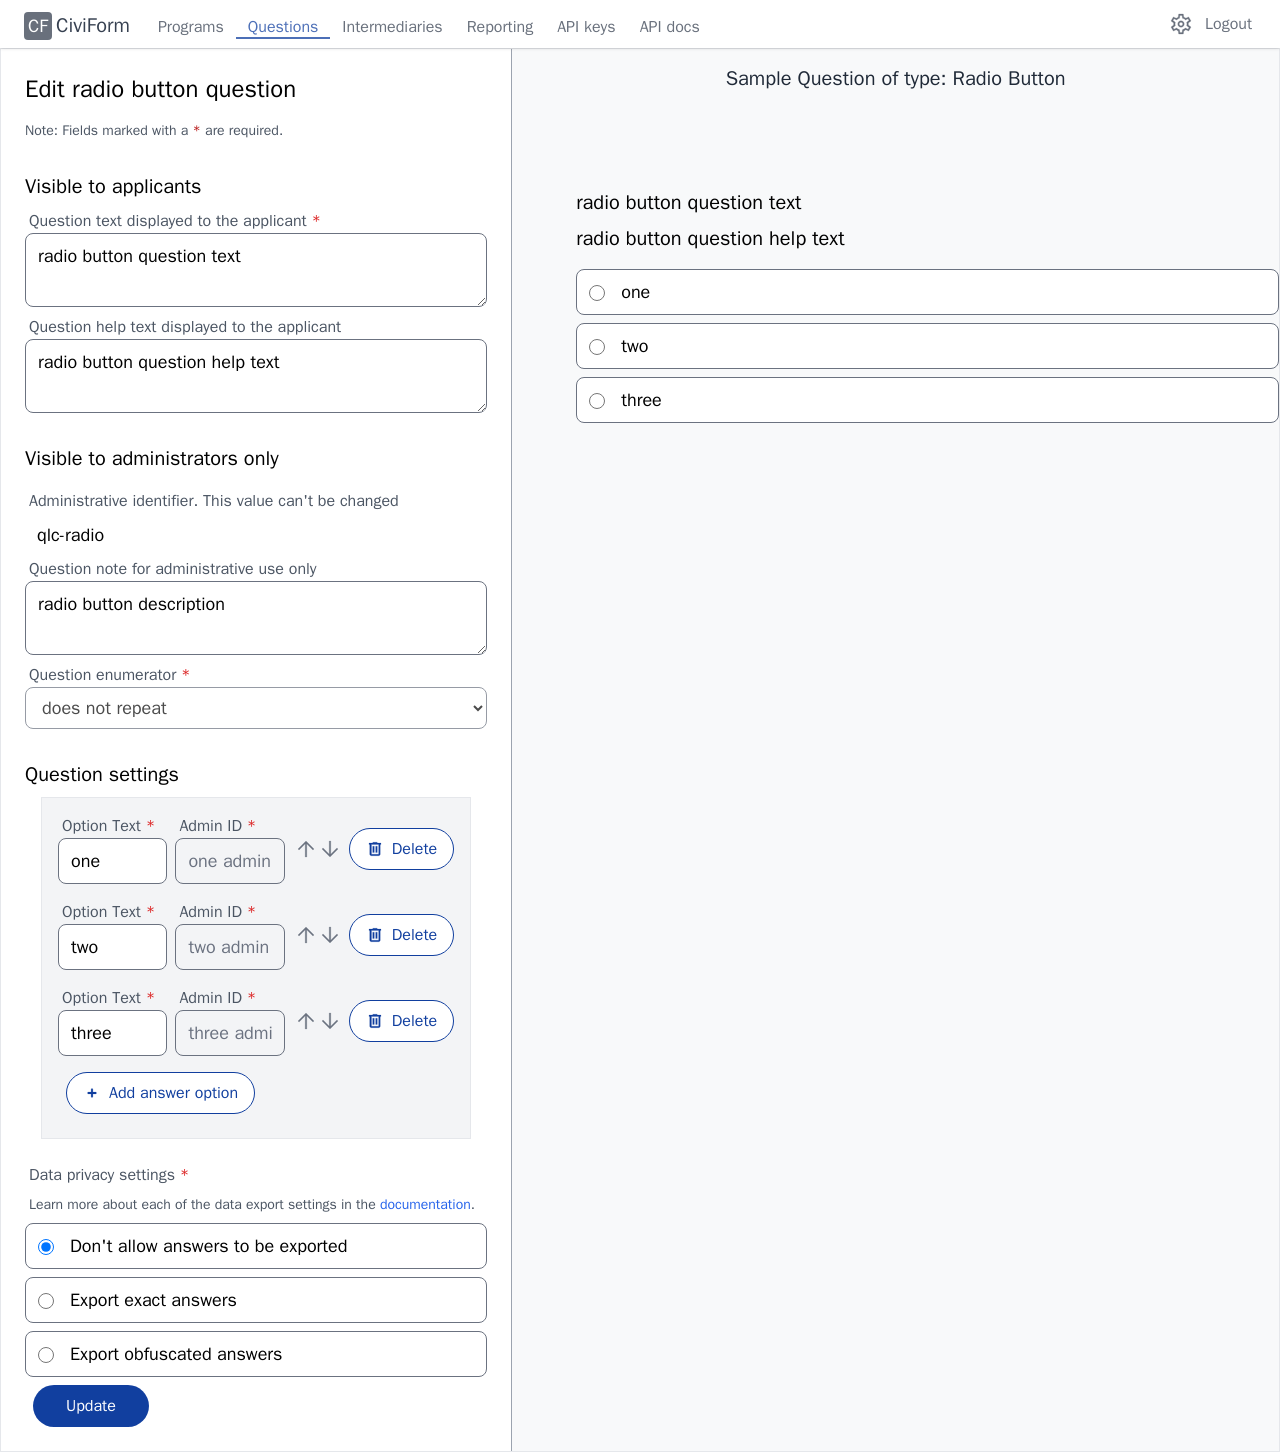 CF CiviForm Programs Questions Intermediaries Reporting API keys API docs Logout
Edit radio button question
Note: Fields marked with a * are required.
Visible to applicants
Question text displayed to the applicant *
radio button question text
Question help text displayed to the applicant
radio button question help text
Visible to administrators only
Administrative identifier. This value can't be changed
qlc-radio
Question note for administrative use only
radio button description
Question enumerator *
does not repeat
Question settings
Option Text * Admin ID *
one one admin Delete
Option Text * Admin ID *
two two admin Delete
Option Text * Admin ID *
three three admi Delete
+ Add answer option
Data privacy settings *
Learn more about each of the data export settings in the documentation.
Don't allow answers to be exported
Export exact answers
Export obfuscated answers
Update
Sample Question of type: Radio Button
radio button question text
radio button question help text
one
two
three